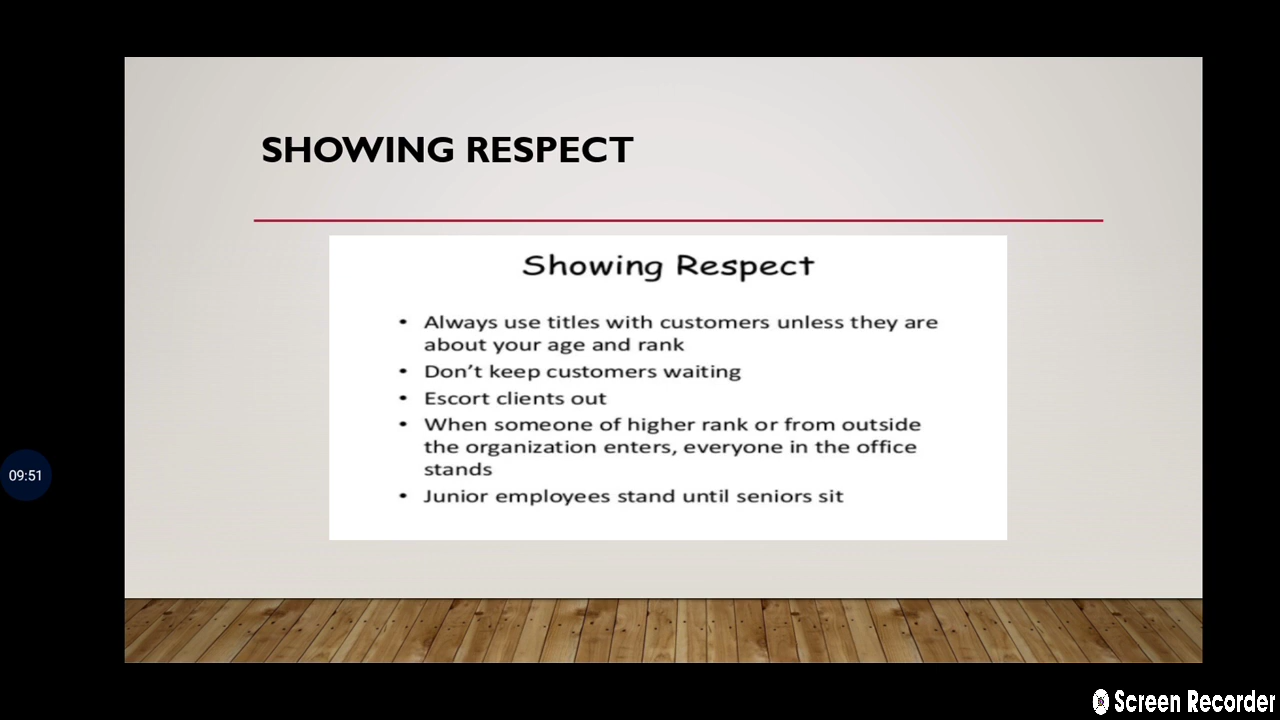 SHOWING RESPECT
Showing Respect
• Always use titles with customers unless they are
about your age and rank
• Don't keep customers waiting
• Escort clients out
• When someone of higher rank or from outside
the organization enters, everyone in the office
stands
• Junior employees stand until seniors sit
09:51
Screen Recorder